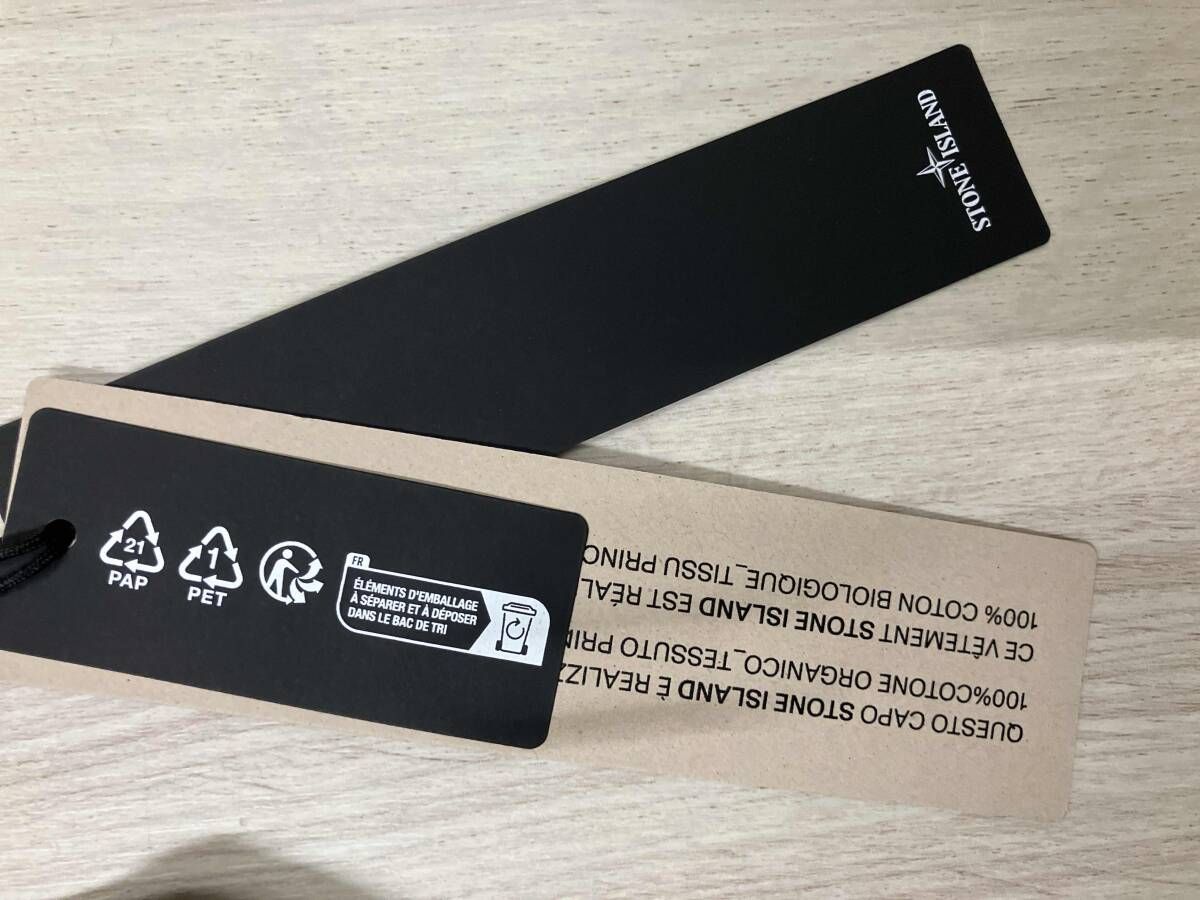 STONE ISLAND
21
PAP
1
PET
FR
ÉLÉMENTS D'EMBALLAGE
À SÉPARER ET À DÉPOSER
DANS LE BAC DE TRI
QUESTO CAPO STONE ISLAND È REALIZZ
100%COTONE ORGANICO_TESSUTO PRIN
CE VÊTEMENT STONE ISLAND EST RÉAL
100% COTON BIOLOGIQUE_TISSU PRINC